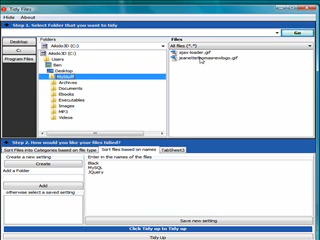 Tidy Files
Hide About
Step 1. Select Folder that you want to tidy
Go
Desktop
C:
Program Files
Folders
Aikido3D (C:)
Aikido3D (C:)
Users
Ben
Desktop
MyStuff
Archives
Documents
Ebooks
Executables
Images
MP3
Videos
Files
All files (*.*)
ajax-loader.gif
Step 2. How would you like your files tidied?
Sort Files into Categories based on file type
Sort files based on names
TabSheet3
Create a new setting
Create
Add a Folder
Add
otherwise select a saved setting
Enter in the names of the files
Black
MySQL
JQuery
Save new setting
Click Tidy up to Tidy up
Tidy Up